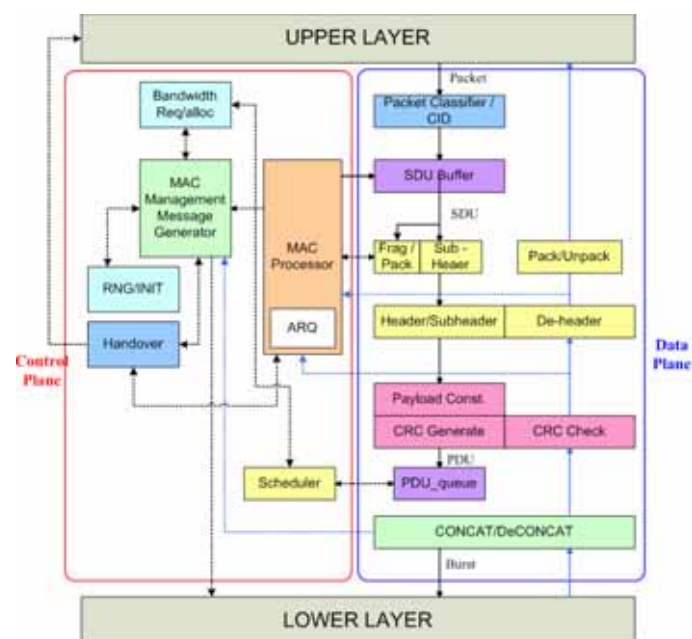 UPPER LAYER
Packet
Bandwidth
Req/alloc
Packet Classifier /
CID
MAC
Management
Message
Generator
SDU Buffer
SDU
MAC
Processor
Frag /
Pack
Sub -
Heaer
Pack/Unpack
RNG/INIT
ARQ
Header/Subheader
De-header
Handover
Control
Plane
Data
Plane
Payload Const.
CRC Generate
CRC Check
PDU
Scheduler
PDU_queue
CONCAT/DeCONCAT
Burst
LOWER LAYER